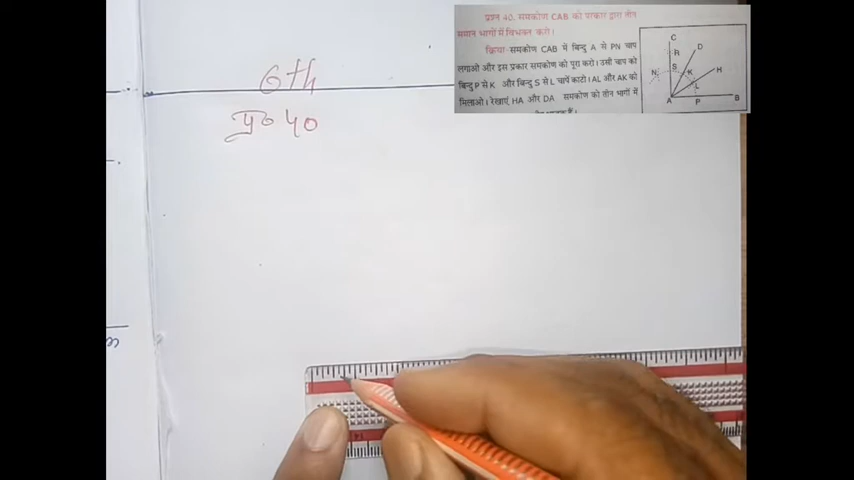 6th
प्र० 40
प्रश्न 40. समकोण CAB को परकार द्वारा तीन
समान भागों में विभक्त करो।
क्रिया-समकोण CAB में बिन्दु A से PN चाप
लगाओ और इस प्रकार समकोण को पूरा करो। उसी चाप को
बिन्दु P से K और बिन्दु S से L चापें काटो। AL और AK को
मिलाओ। रेखाएं HA और DA समकोण को तीन भागों में
C
R
D
S
N
K
H
L
A
P
B